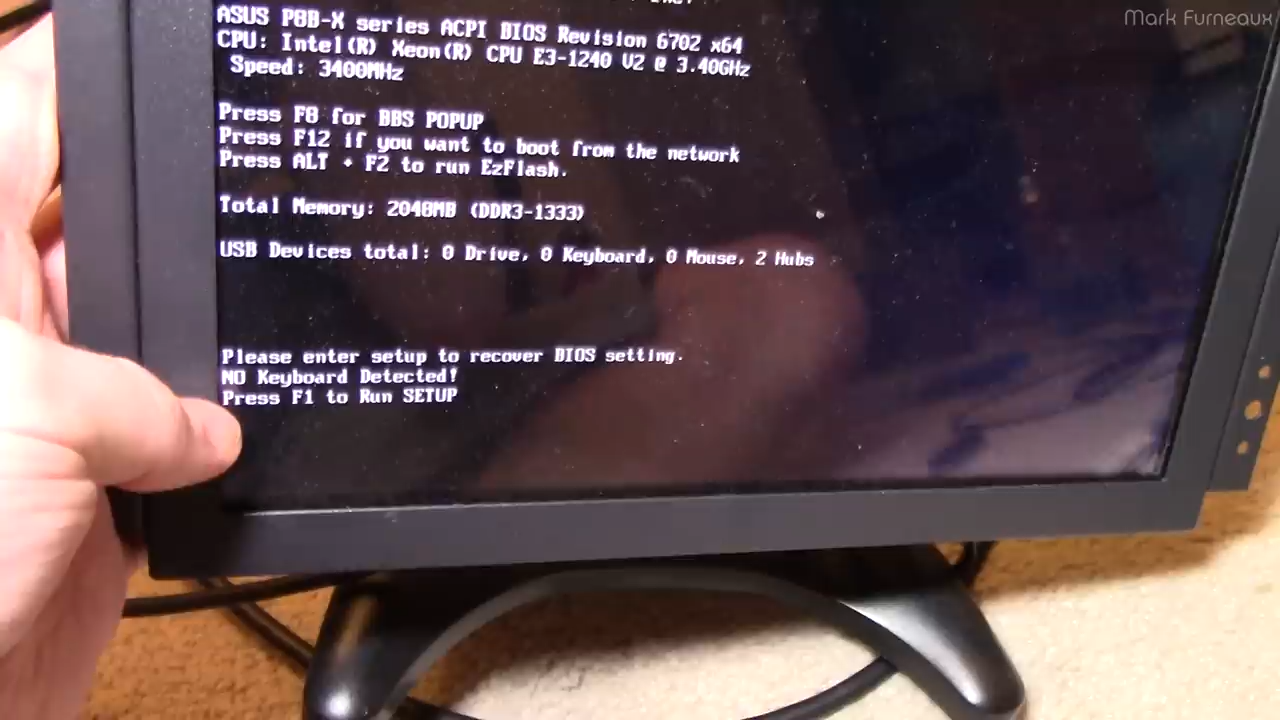 Mark Furneaux
ASUS P8B-X series ACPI BIOS Revision 6702 x64
CPU: Intel(R) Xeon(R) CPU E3-1240 V2 @ 3.40GHz
Speed: 3400MHz
Press F8 for BBS POPUP
Press F12 if you want to boot from the network
Press ALT + F2 to run EzFlash.
Total Memory: 2048MB (DDR3-1333)
USB Devices total: 0 Drive, 0 Keyboard, 0 Mouse, 2 Hubs
Please enter setup to recover BIOS setting.
NO Keyboard Detected!
Press F1 to Run SETUP